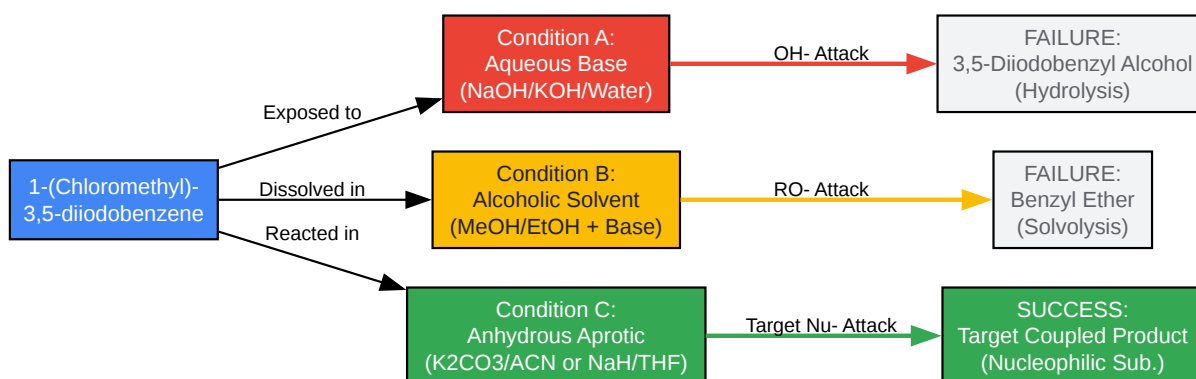 Condition A:
Aqueous Base
(NaOH/KOH/Water)
OH- Attack
FAILURE:
3,5-Diiodobenzyl Alcohol
(Hydrolysis)
Exposed to
1-(Chloromethyl)-
3,5-diiodobenzene
Dissolved in
Condition B:
Alcoholic Solvent
(MeOH/EtOH + Base)
RO- Attack
FAILURE:
Benzyl Ether
(Solvolysis)
Reacted in
Condition C:
Anhydrous Aprotic
(K2CO3/ACN or NaH/THF)
Target Nu- Attack
SUCCESS:
Target Coupled Product
(Nucleophilic Sub.)